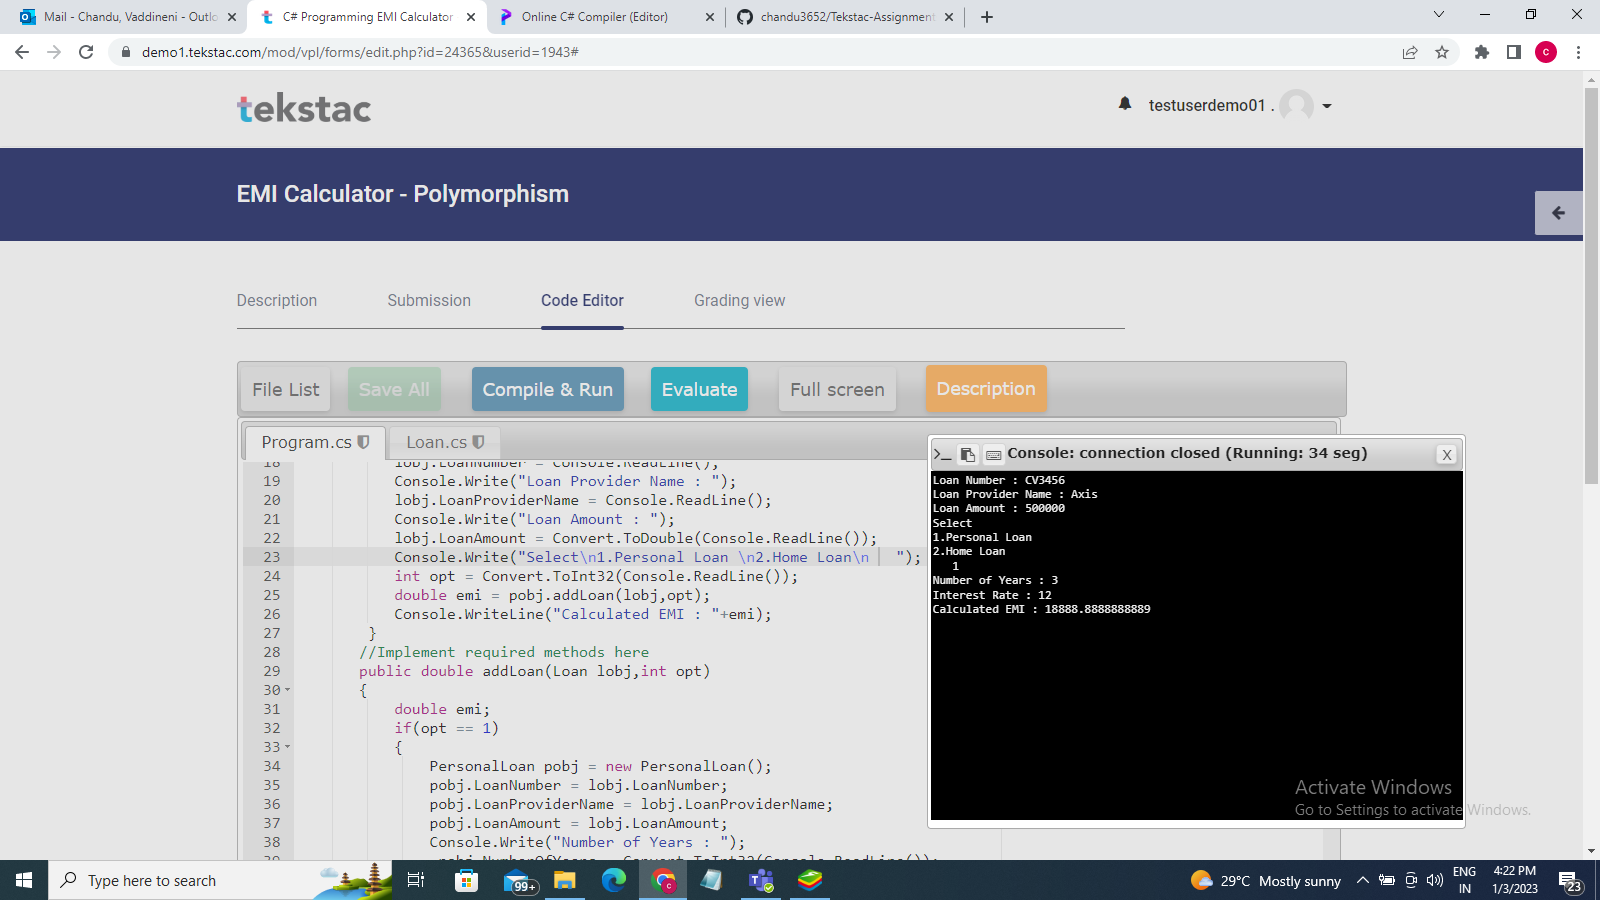 Mail - Chandu, Vaddineni - Outlo
C# Programming EMI Calculator
Online C# Compiler (Editor)
chandu3652/Tekstac-Assignment
demo1.tekstac.com/mod/vpl/forms/edit.php?id=24365&userid=1943#
C
tekstac
testuserdemo01 .
EMI Calculator - Polymorphism
Description
Submission
Code Editor
Grading view
File List
Save All
Compile & Run
Evaluate
Full screen
Description
Program.cs
Loan.cs
18 lobj.LoanNumber = Console.ReadLine();
19 Console.Write("Loan Provider Name : ");
20 lobj.LoanProviderName = Console.ReadLine();
21 Console.Write("Loan Amount : ");
22 lobj.LoanAmount = Convert.ToDouble(Console.ReadLine());
23 Console.Write("Select\n1.Personal Loan \n2.Home Loan\n    ");
24 int opt = Convert.ToInt32(Console.ReadLine());
25 double emi = pobj.addLoan(lobj,opt);
26 Console.WriteLine("Calculated EMI : "+emi);
27 }
28 //Implement required methods here
29 public double addLoan(Loan lobj,int opt)
30 {
31 double emi;
32 if(opt == 1)
33 {
34 PersonalLoan pobj = new PersonalLoan();
35 pobj.LoanNumber = lobj.LoanNumber;
36 pobj.LoanProviderName = lobj.LoanProviderName;
37 pobj.LoanAmount = lobj.LoanAmount;
38 Console.Write("Number of Years : ");
39 pobj.NumberOfYears = Convert.ToInt32(Console.ReadLine());
Console: connection closed (Running: 34 seg)
X
Loan Number : CV3456
Loan Provider Name : Axis
Loan Amount : 500000
Select
1.Personal Loan
2.Home Loan
1
Number of Years : 3
Interest Rate : 12
Calculated EMI : 18888.8888888889
Activate Windows
Go to Settings to activate Windows.
Type here to search
99+
29°C Mostly sunny
ENG
IN
4:22 PM
1/3/2023
23